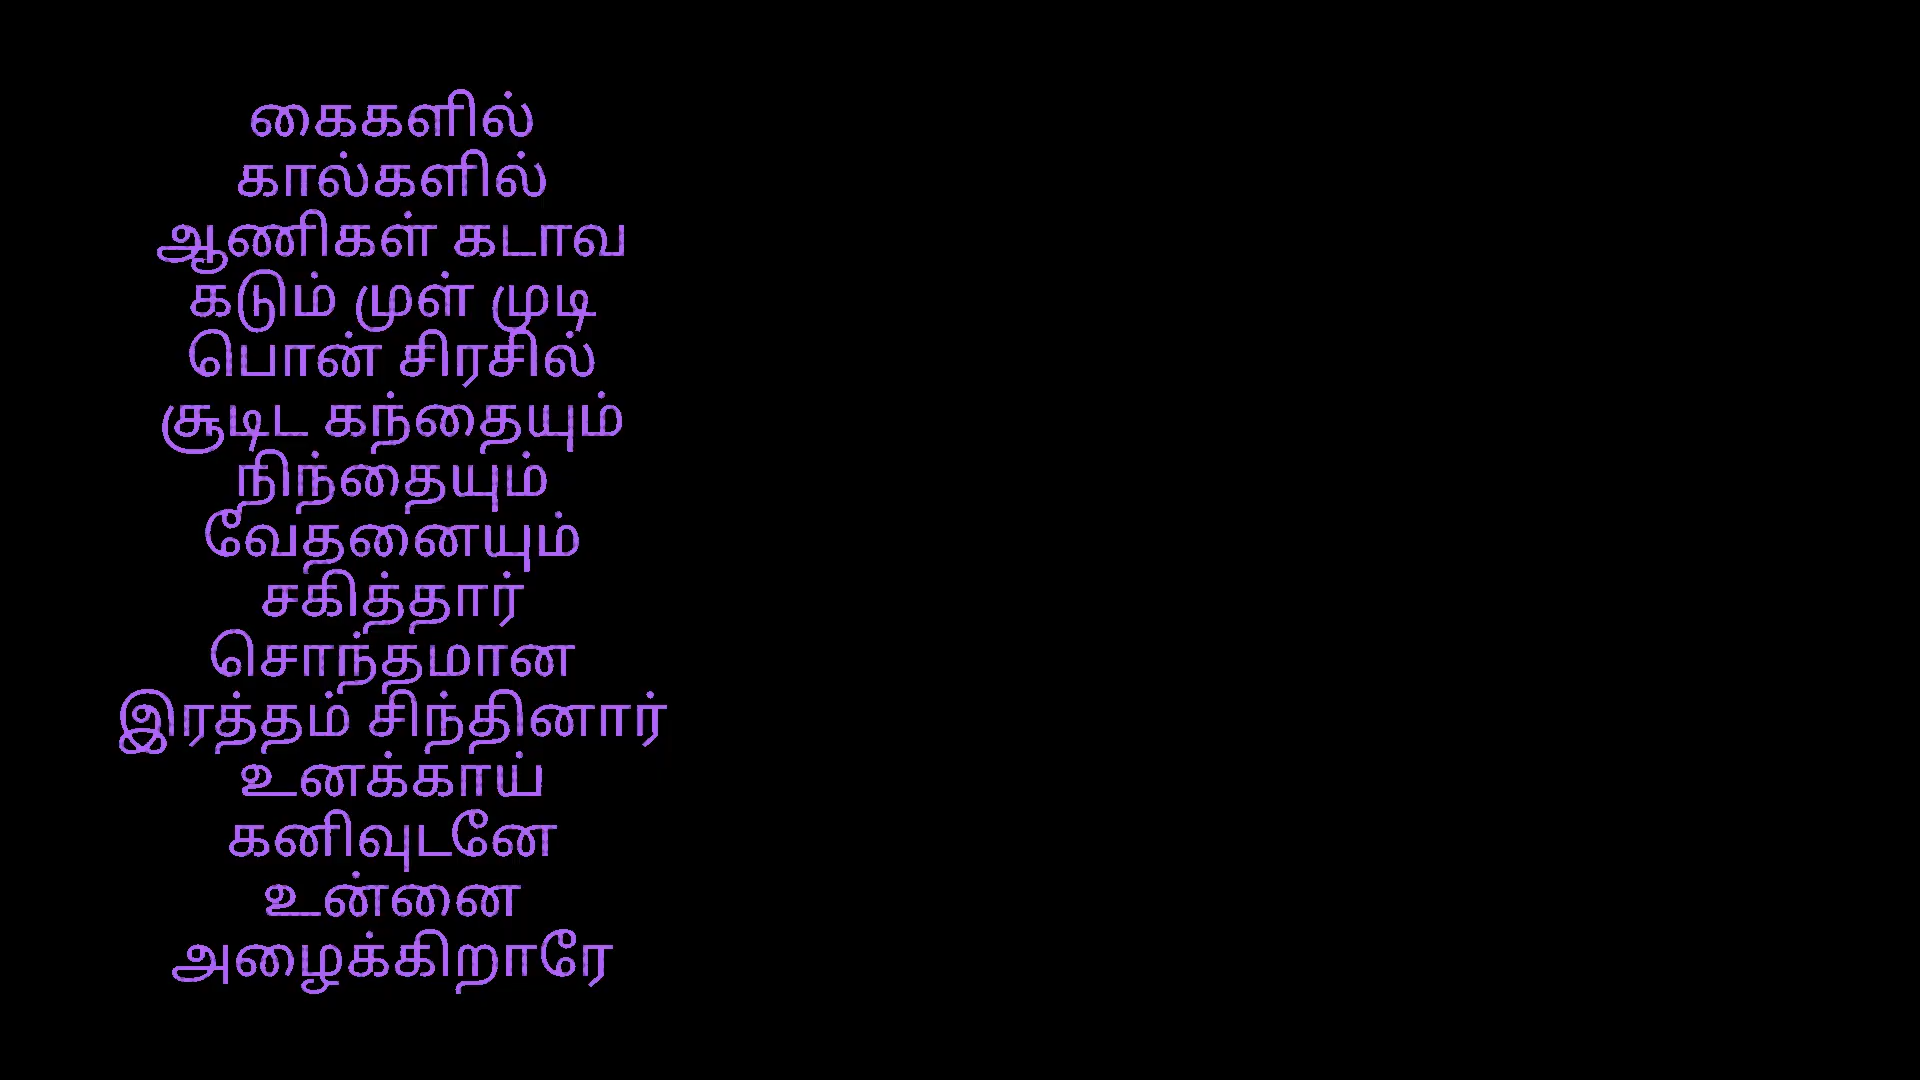 கைகளில்
கால்களில்
ஆணிகள் கடாவ
கடும் முள் முடி
பொன் சிரசில்
சூடிட கந்தையும்
நிந்தையும்
வேதனையும்
சகித்தார்
சொந்தமான
இரத்தம் சிந்தினார்
உனக்காய்
கனிவுடனே
உன்னை
அழைக்கிறாரே